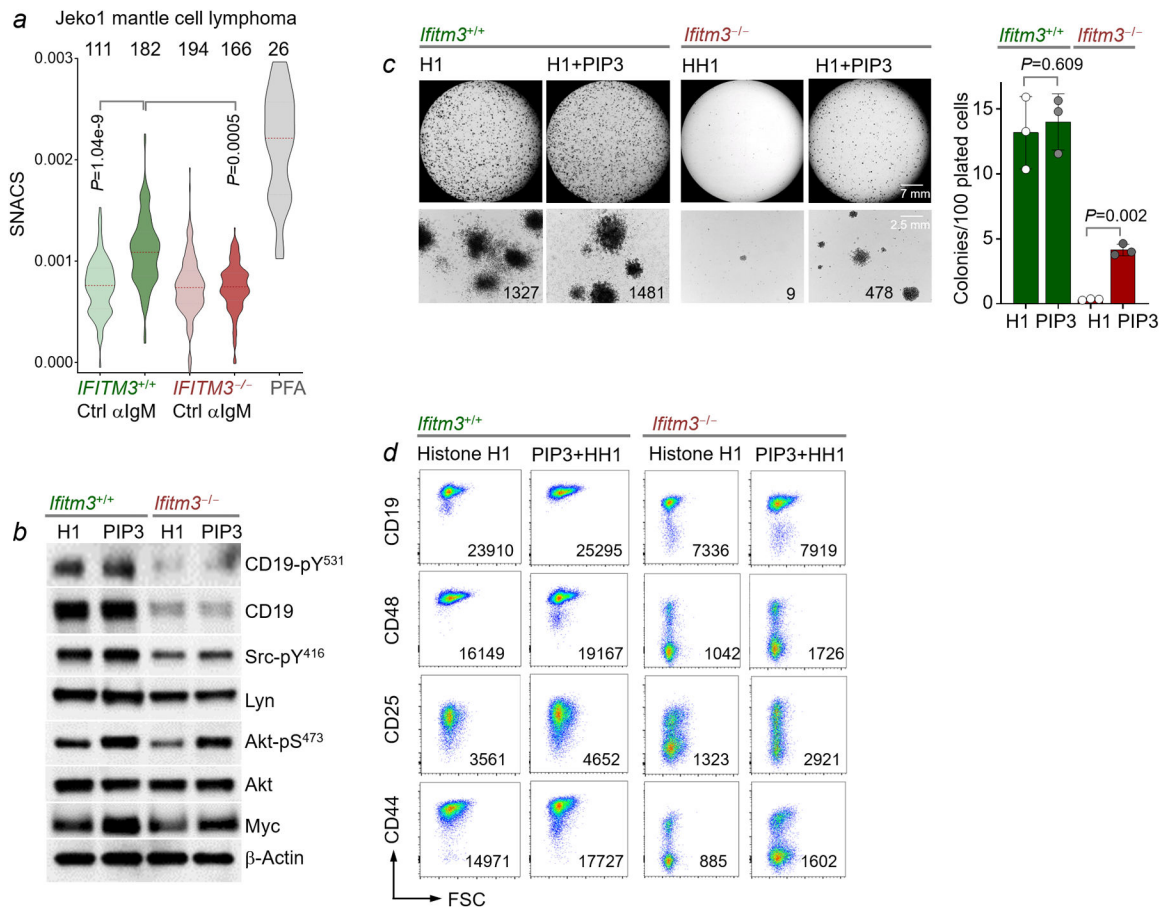 a
Jeko1 mantle cell lymphoma
111 182 194 166 26
SNACS
0.003
0.002
0.001
0.000
P=1.04e-9
P=0.0005
IFITM3+/+ IFITM3−/− PFA
Ctrl αIgM Ctrl αIgM
b
Ifitm3+/+ Ifitm3−/−
H1 PIP3 H1 PIP3
CD19-pY531
CD19
Src-pY416
Lyn
Akt-pS473
Akt
Myc
β-Actin
c
Ifitm3+/+ Ifitm3−/−
H1 H1+PIP3 HH1 H1+PIP3
7 mm
2.5 mm
1327 1481 9 478
Ifitm3+/+ Ifitm3−/−
P=0.609
P=0.002
Colonies/100 plated cells
15
10
5
0
H1 PIP3 H1 PIP3
d
Ifitm3+/+ Ifitm3−/−
Histone H1 PIP3+HH1 Histone H1 PIP3+HH1
CD19
23910 25295 7336 7919
CD48
16149 19167 1042 1726
CD25
3561 4652 1323 2921
CD44
14971 17727 885 1602
FSC